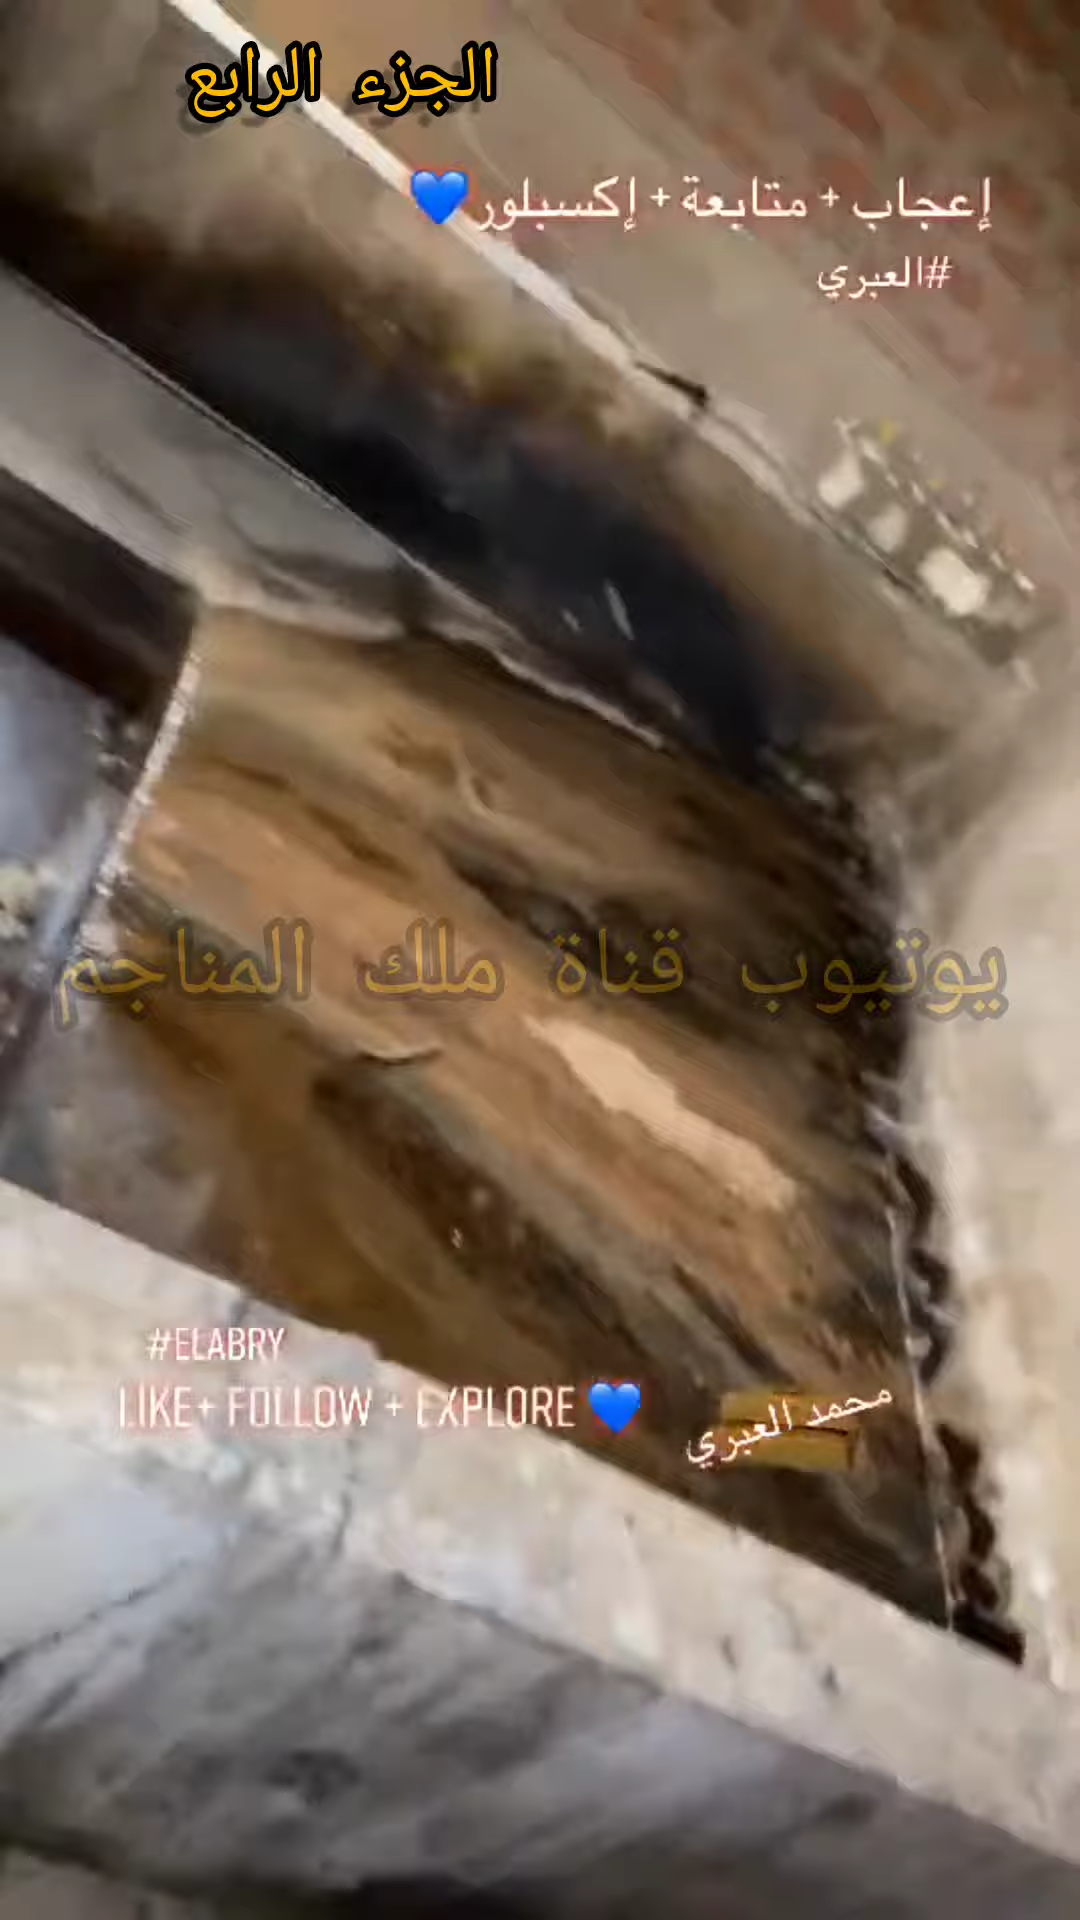 الجزء الرابع
إعجاب + متابعة + إكسبلور 💙
#العبري
يوتيوب قناة ملك المناجم
#ELABRY
LIKE+ FOLLOW + EXPLORE 💙
محمد العبري